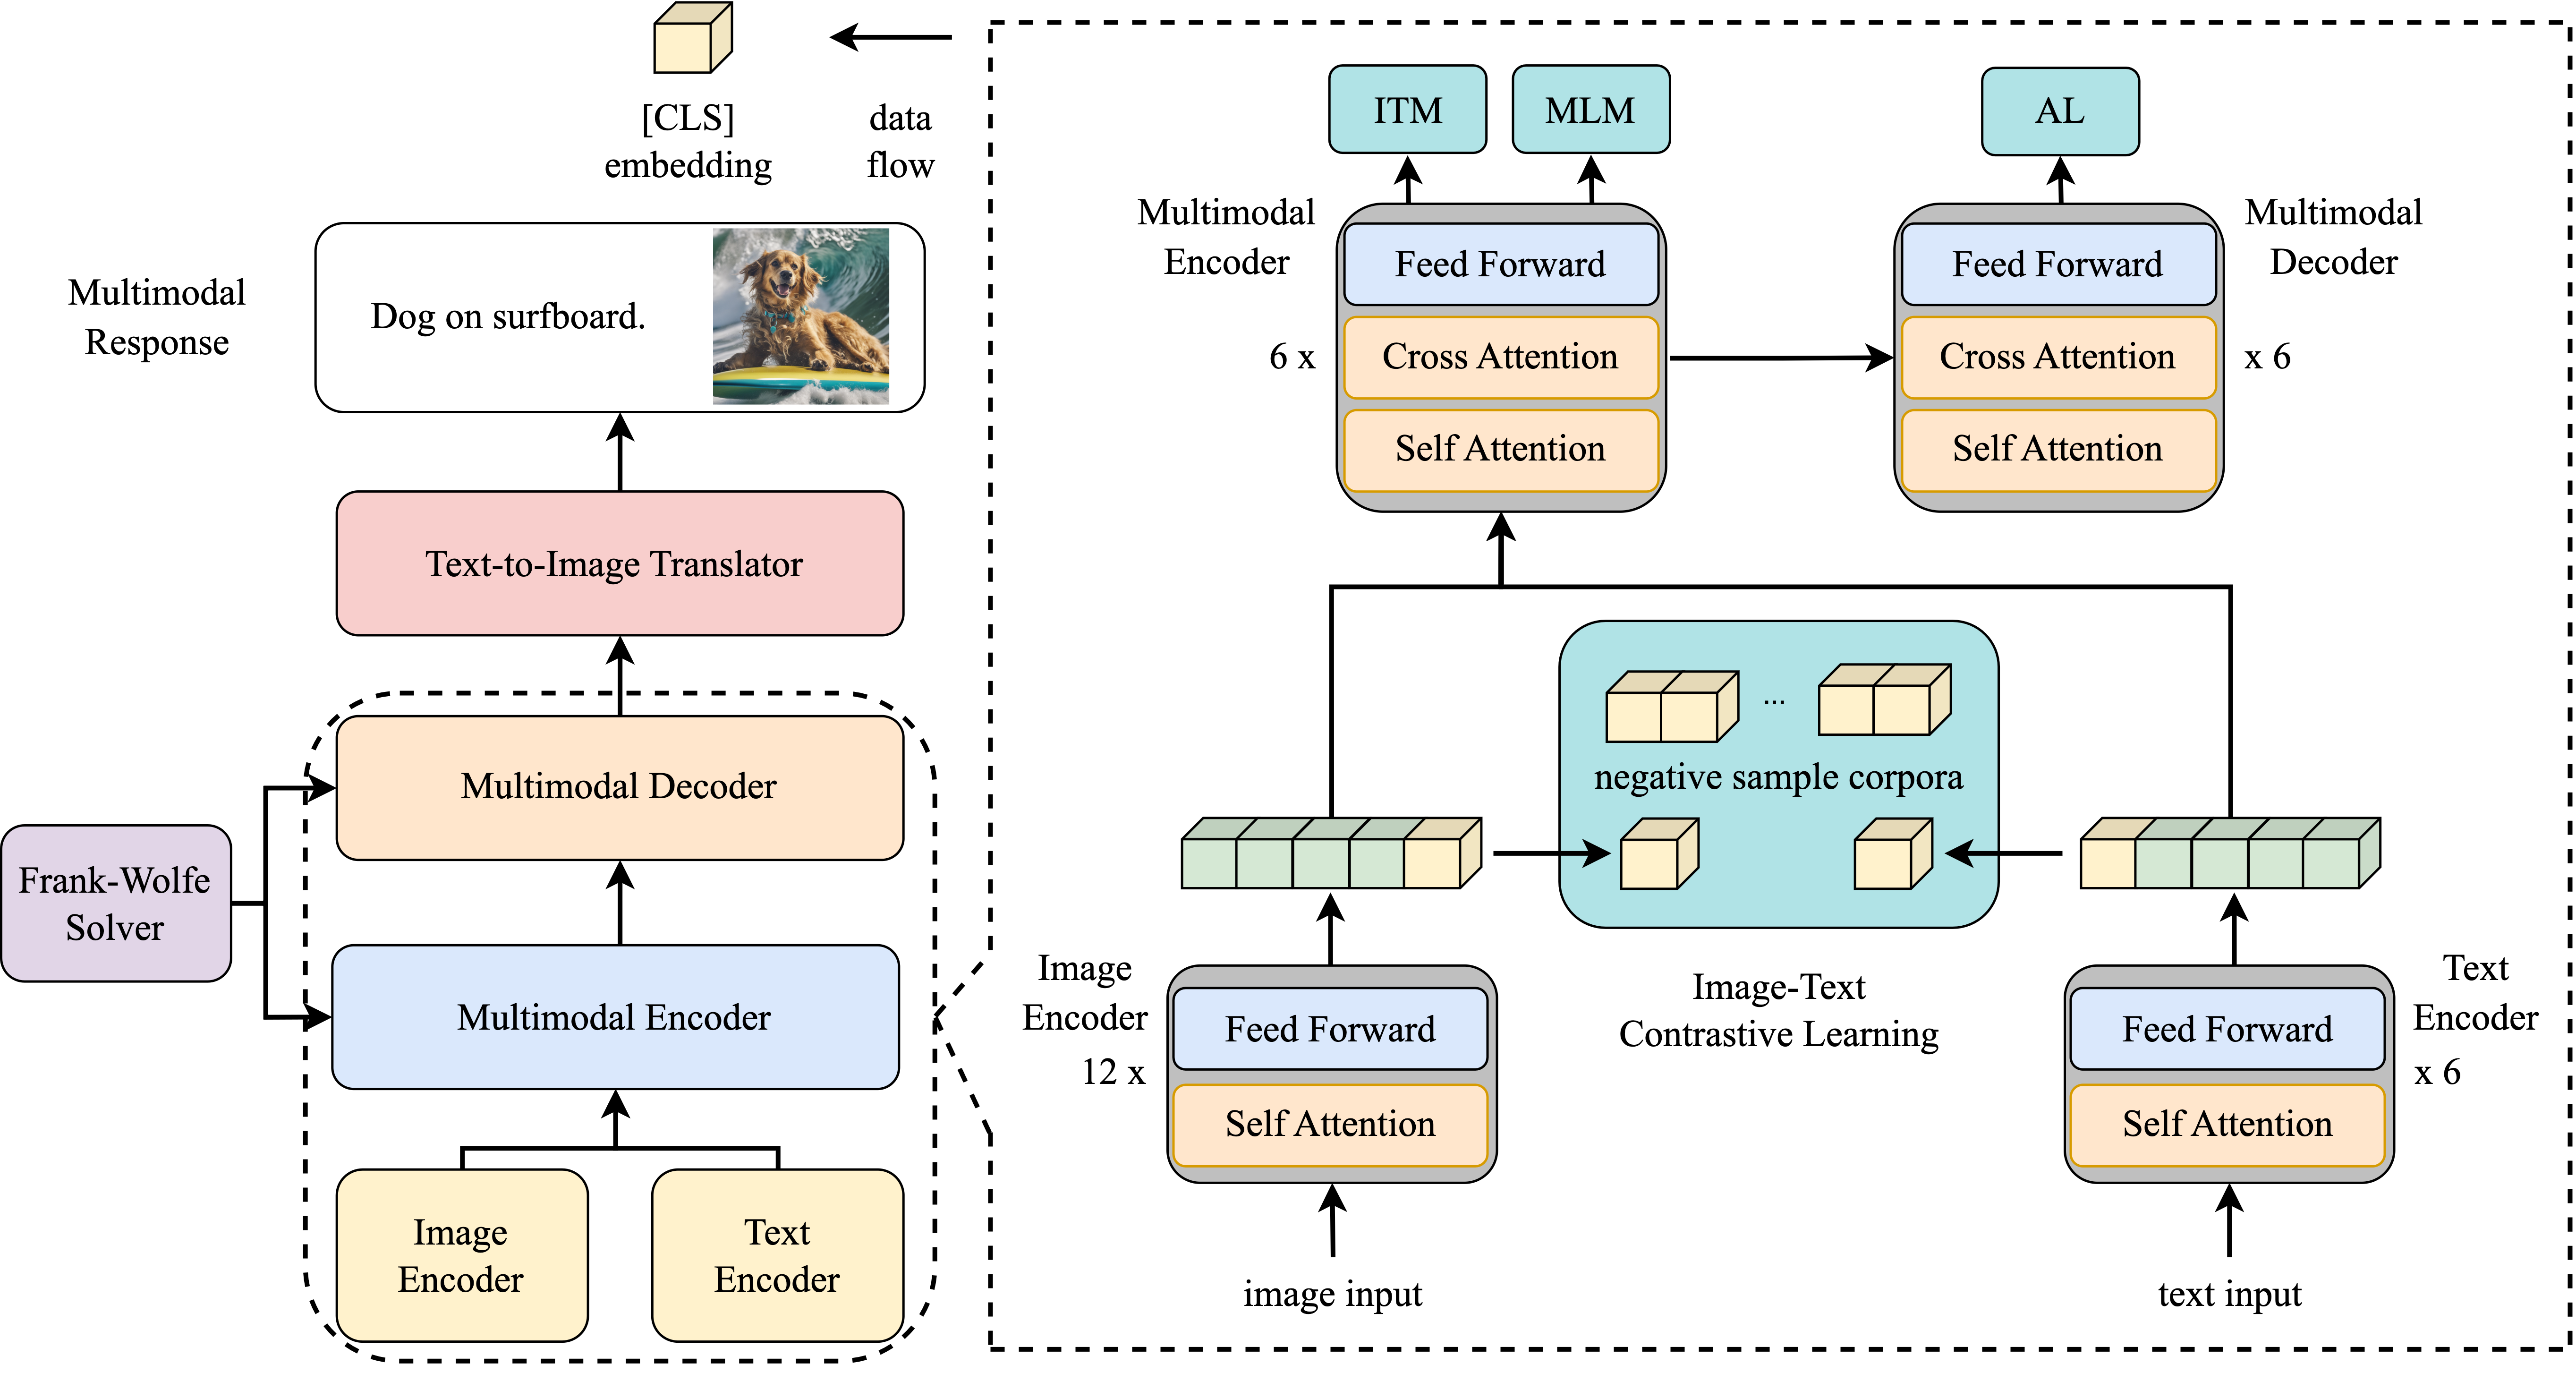 [CLS]
embedding
data
flow
Multimodal
Response
Dog on surfboard.
Text-to-Image Translator
Multimodal Decoder
Frank-Wolfe
Solver
Multimodal Encoder
Image
Encoder
Text
Encoder
ITM
MLM
AL
Multimodal
Encoder
6 x
Feed Forward
Cross Attention
Self Attention
Feed Forward
Cross Attention
Self Attention
Multimodal
Decoder
x 6
...
negative sample corpora
Image-Text
Contrastive Learning
Image
Encoder
12 x
Feed Forward
Self Attention
image input
Feed Forward
Self Attention
Text
Encoder
x 6
text input